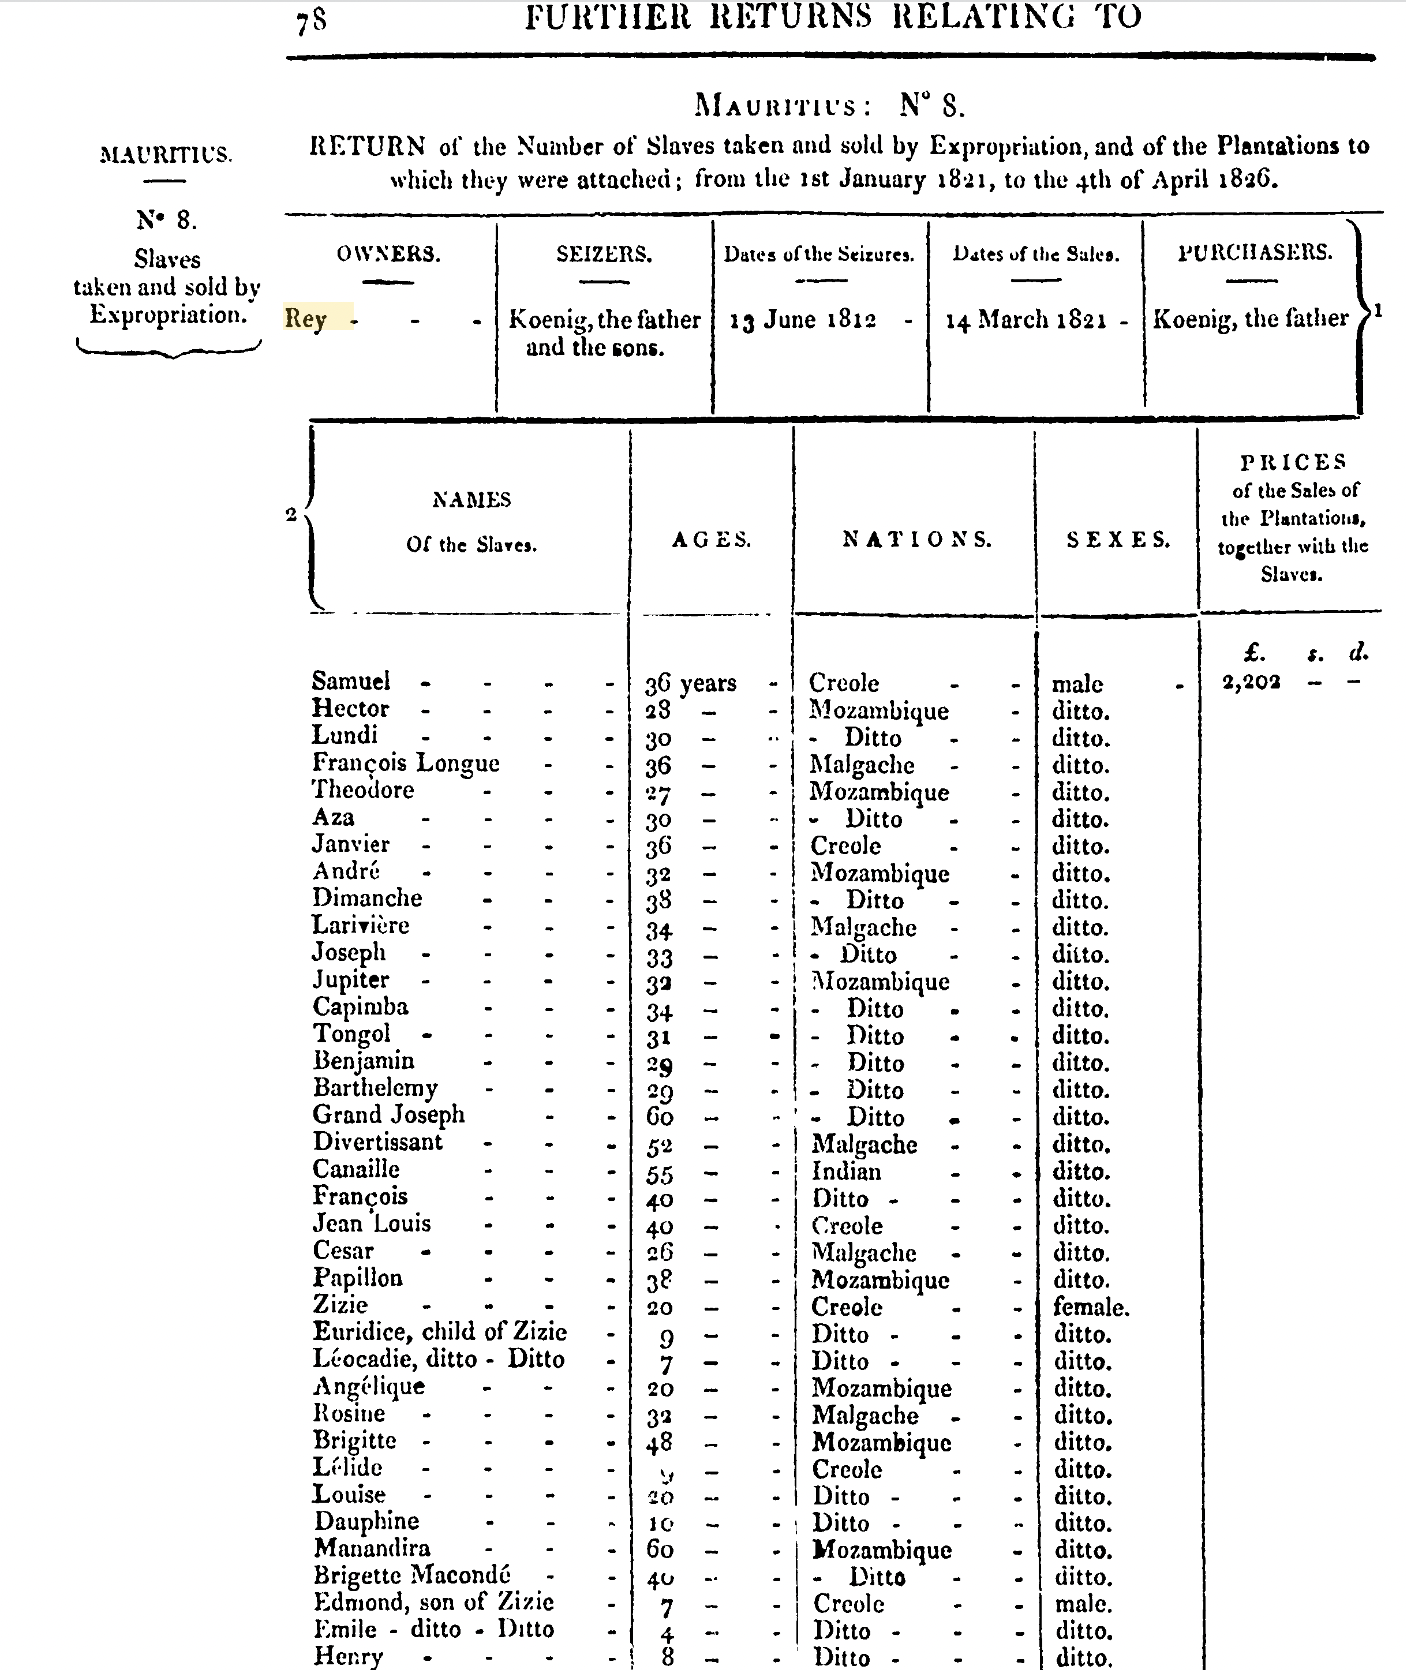 78 FURTHER RETURNS RELATING TO
MAURITIUS: Nº 8.
MAURITIUS.
Nº 8.
Slaves
taken and sold by
Expropriation.
RETURN of the Number of Slaves taken and sold by Expropriation, and of the Plantations to
which they were attached; from the 1st January 1821, to the 4th of April 1826.
OWNERS. SEIZERS. Dates of the Seizures. Dates of the Sales. PURCHASERS.
Rey - - - Koenig, the father 13 June 1812 - 14 March 1821 - Koenig, the father 1
and the sons.
2 NAMES Of the Slaves. AGES. NATIONS. SEXES. PRICES
of the Sales of
the Plantations,
together with the
Slaves.
£. s. d.
Samuel - - - - 36 years - Creole - - male - 2,202 – –
Hector - - - - 28 – - Mozambique - ditto.
Lundi - - - - 30 – - - Ditto - - ditto.
François Longue - - 36 – - Malgache - - ditto.
Theodore - - - 27 – - Mozambique - ditto.
Aza - - - - 30 – - - Ditto - - ditto.
Janvier - - - - 36 – - Creole - - ditto.
André - - - - 32 – - Mozambique - ditto.
Dimanche - - - 38 – - - Ditto - - ditto.
Larivière - - - 34 – - Malgache - - ditto.
Joseph - - - - 33 – - - Ditto - - ditto.
Jupiter - - - - 32 – - Mozambique - ditto.
Capimba - - - 34 – - - Ditto - - ditto.
Tongol - - - - 31 – - - Ditto - - ditto.
Benjamin - - - 29 – - - Ditto - - ditto.
Barthelemy - - - 29 – - - Ditto - - ditto.
Grand Joseph - - 60 – - - Ditto - - ditto.
Divertissant - - - 52 – - Malgache - - ditto.
Canaille - - - 55 – - Indian - - ditto.
François - - - 40 – - Ditto - - - ditto.
Jean Louis - - - 40 – - Creole - - ditto.
Cesar - - - - 26 – - Malgache - - ditto.
Papillon - - - 38 – - Mozambique - ditto.
Zizie - - - - 20 – - Creole - - female.
Euridice, child of Zizie - 9 – - Ditto - - - ditto.
Léocadie, ditto - Ditto - 7 – - Ditto - - - ditto.
Angélique - - - 20 – - Mozambique - ditto.
Rosine - - - - 32 – - Malgache - - ditto.
Brigitte - - - - 48 – - Mozambique - ditto.
Lélide - - - - 9 – - Creole - - ditto.
Louise - - - - 20 – - Ditto - - - ditto.
Dauphine - - - 10 – - Ditto - - - ditto.
Manandira - - - 60 – - Mozambique - ditto.
Brigette Macondé - - 40 – - - Ditto - - ditto.
Edmond, son of Zizie - 7 – - Creole - - male.
Emile - ditto - Ditto - 4 – - Ditto - - - ditto.
Henry - - - - 8 – - Ditto - - - ditto.